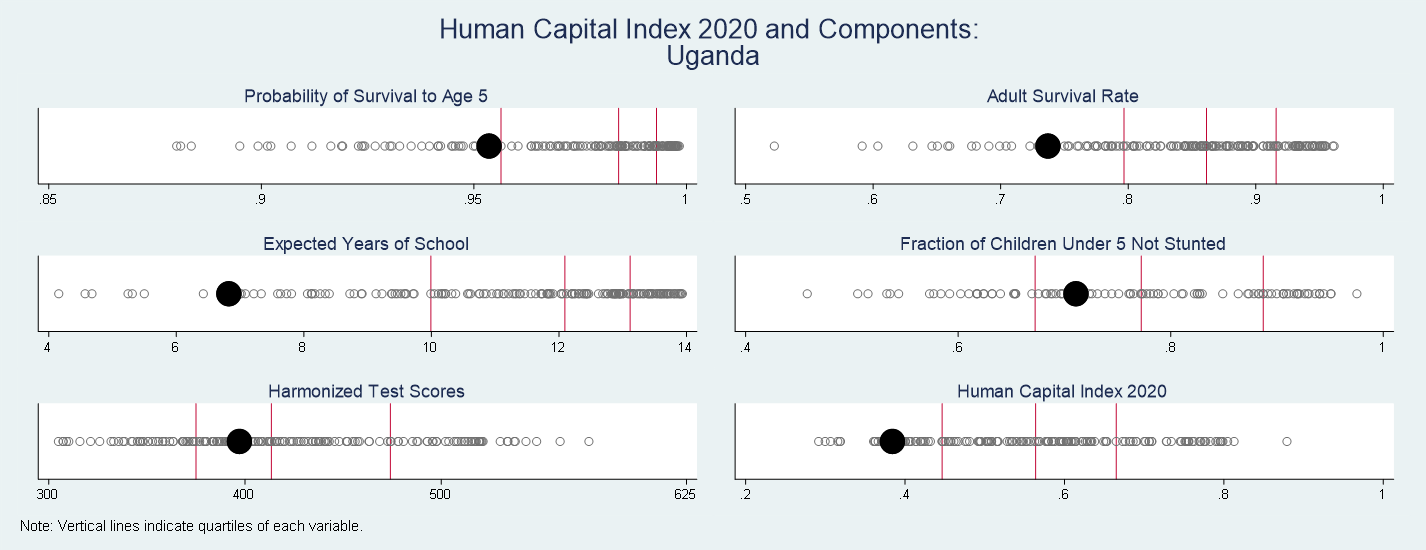 Human Capital Index 2020 and Components:
Uganda
Probability of Survival to Age 5
.85 .9 .95 1
Adult Survival Rate
.5 .6 .7 .8 .9 1
Expected Years of School
4 6 8 10 12 14
Fraction of Children Under 5 Not Stunted
.4 .6 .8 1
Harmonized Test Scores
300 400 500 625
Human Capital Index 2020
.2 .4 .6 .8 1
Note: Vertical lines indicate quartiles of each variable.